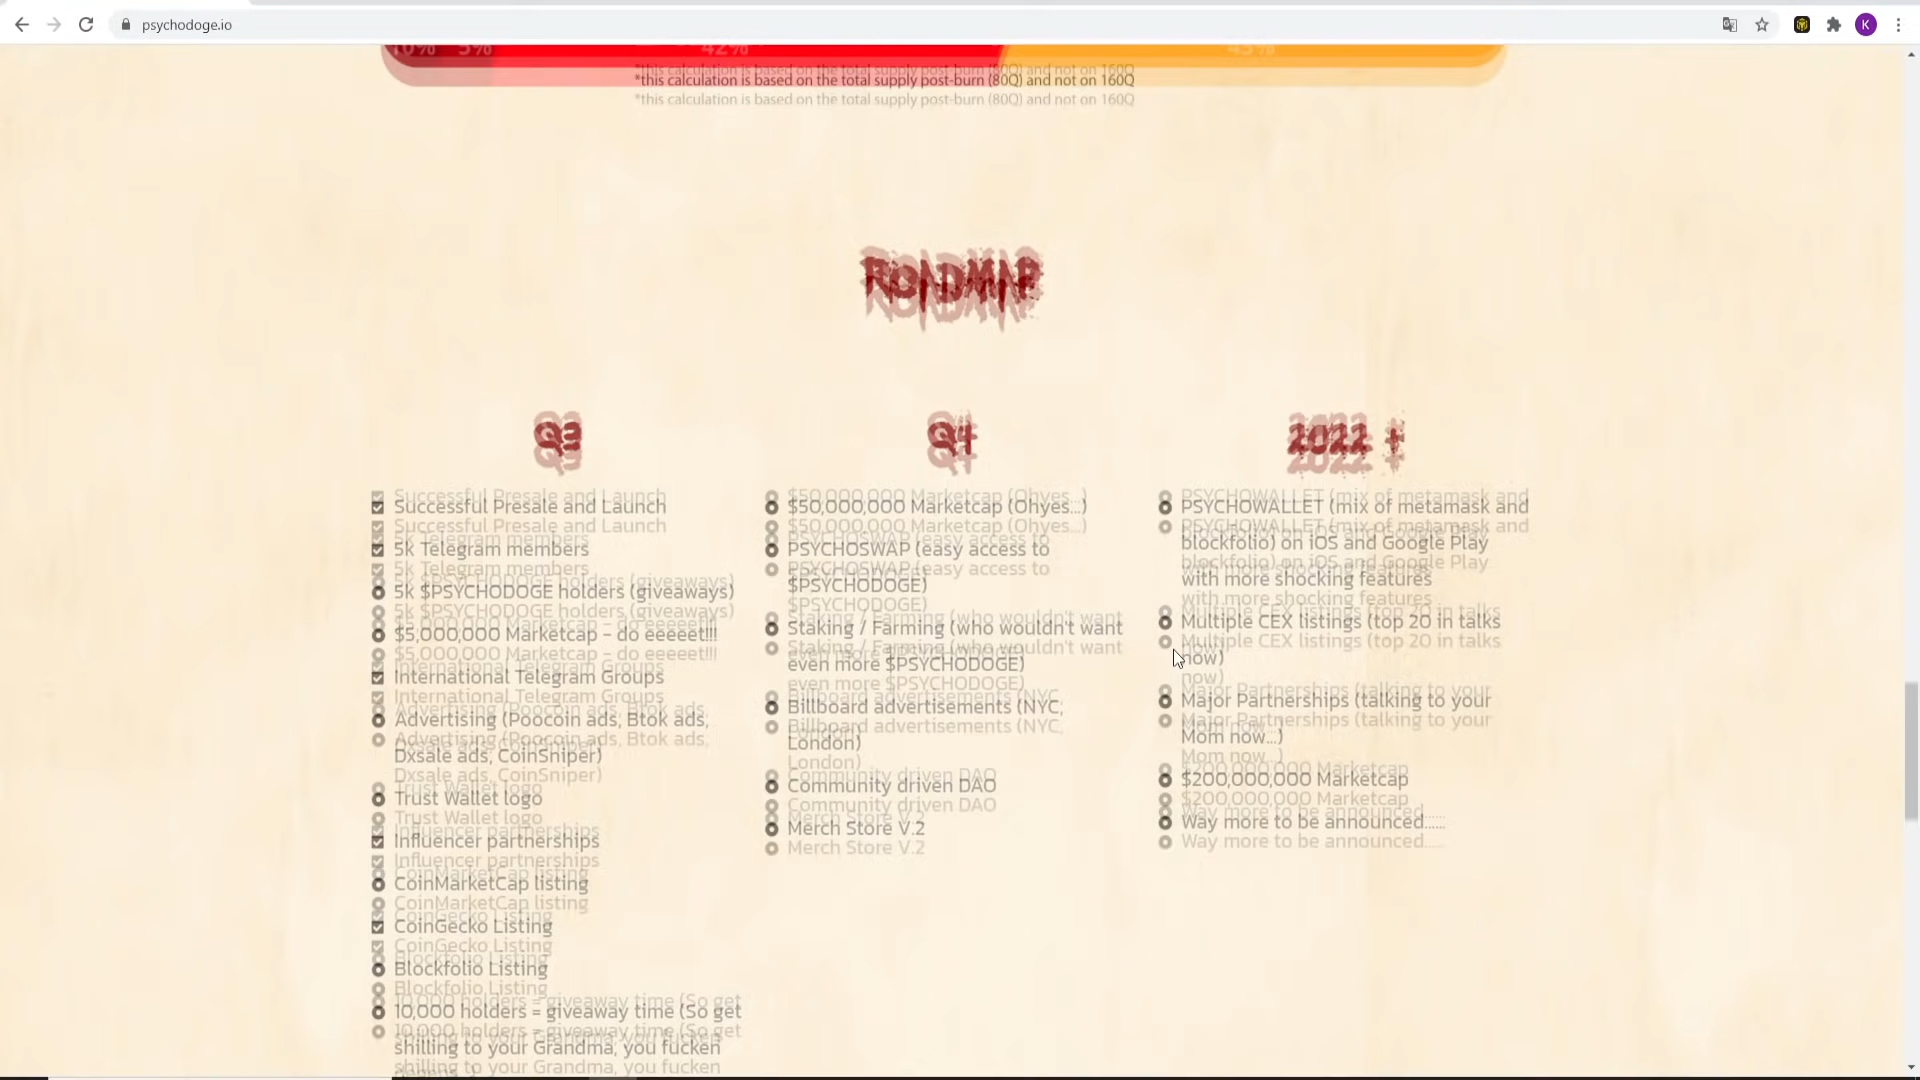 psychodoge.io
K
10% 5% 42% 43%
*this calculation is based on the total supply post-burn (80Q) and not on 160Q
ROADMAP
Q3
Successful Presale and Launch
5k Telegram members
5k $PSYCHODOGE holders (giveaways)
$5,000,000 Marketcap - do eeeeet!!!
International Telegram Groups
Advertising (Poocoin ads, Btok ads,
Dxsale ads, CoinSniper)
Trust Wallet logo
Influencer partnerships
CoinMarketCap listing
CoinGecko Listing
Blockfolio Listing
10,000 holders = giveaway time (So get
shilling to your Grandma, you fucken
Q4
$50,000,000 Marketcap (Ohyes...)
PSYCHOSWAP (easy access to
$PSYCHODOGE)
Staking / Farming (who wouldn't want
even more $PSYCHODOGE)
Billboard advertisements (NYC,
London)
Community driven DAO
Merch Store V.2
2022 +
PSYCHOWALLET (mix of metamask and
blockfolio) on iOS and Google Play
with more shocking features
Multiple CEX listings (top 20 in talks
now)
Major Partnerships (talking to your
Mom now...)
$200,000,000 Marketcap
Way more to be announced......